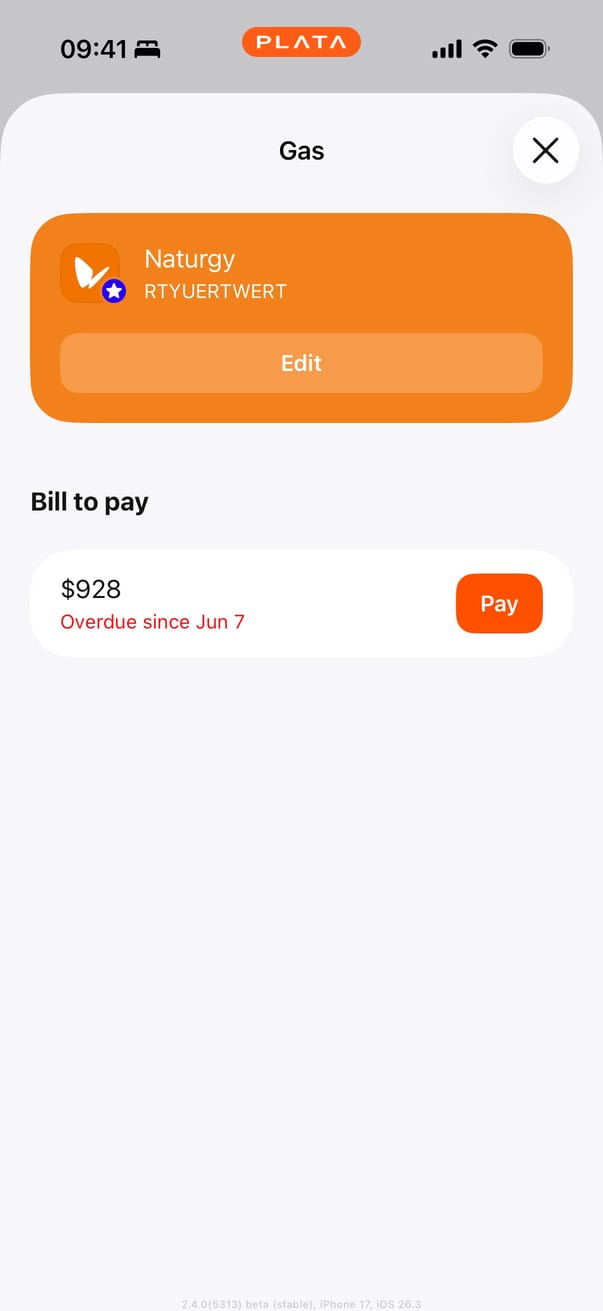 09:41
PLATA
Gas
Naturgy
RTYUERTWERT
Edit
Bill to pay
$928
Overdue since Jun 7
Pay
2.4.0(5313) beta (stable), iPhone 17, iOS 26.3